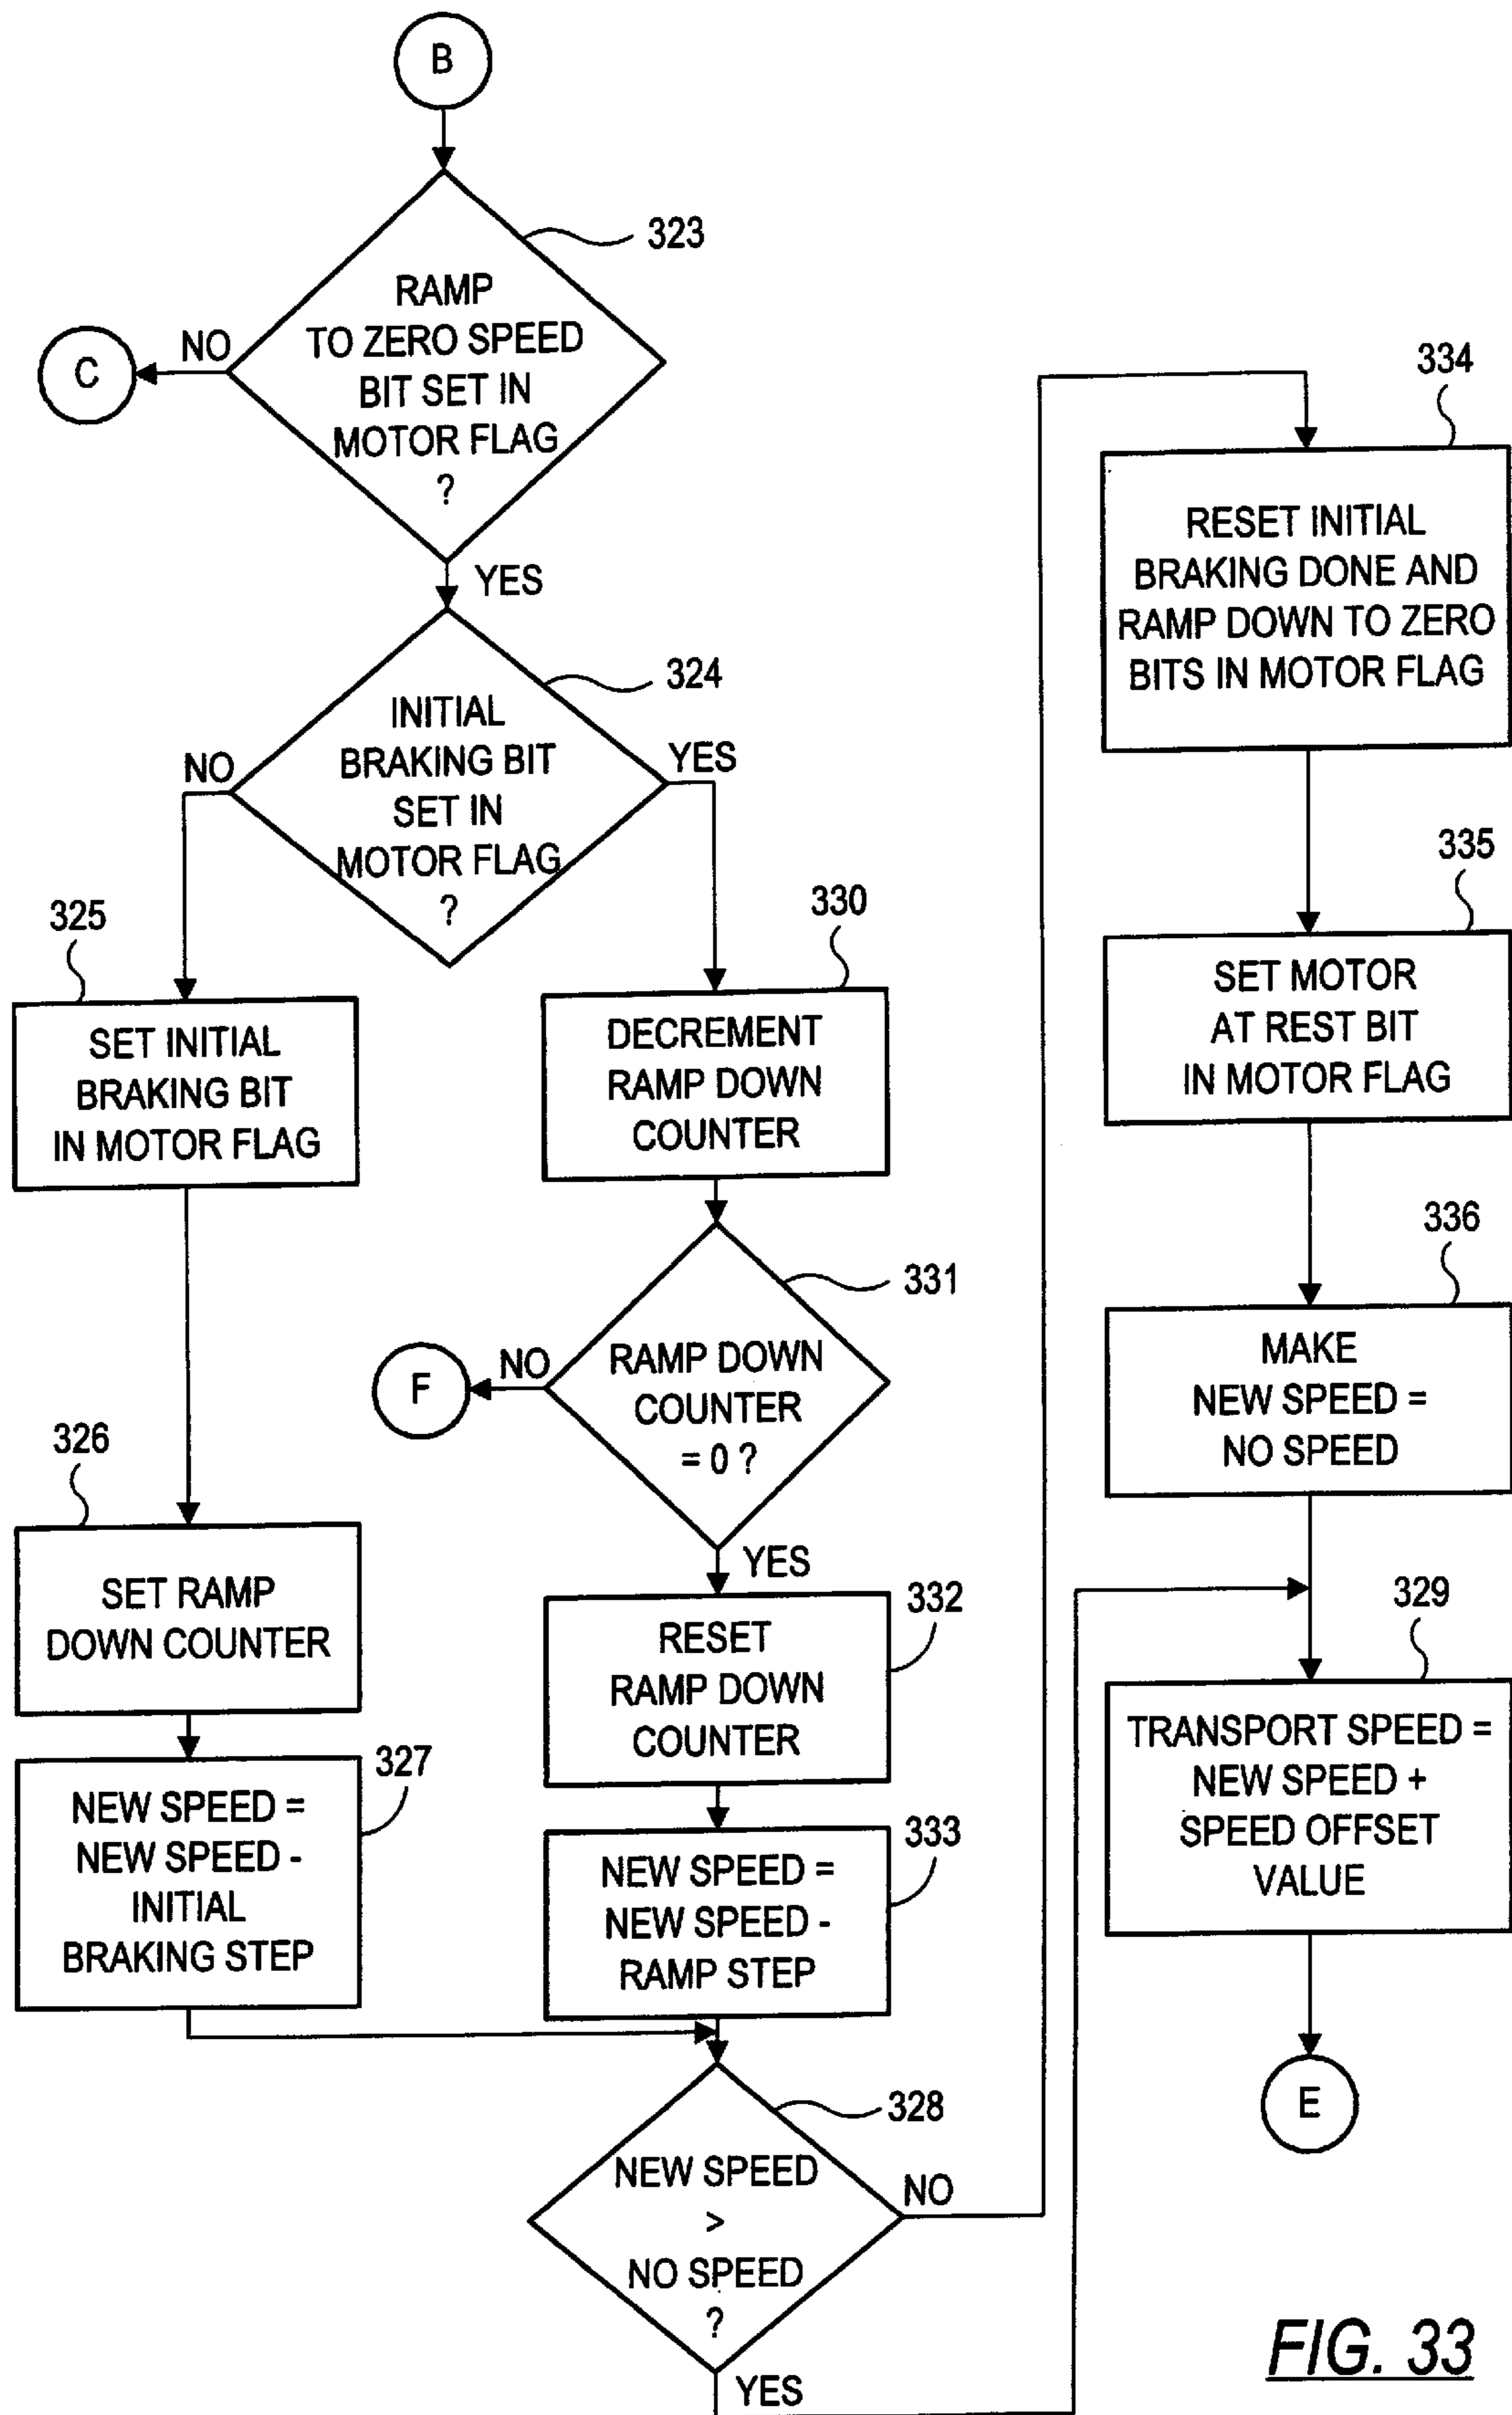 B
323
RAMP
TO ZERO SPEED
BIT SET IN
MOTOR FLAG
?
NO
C
YES
324
INITIAL
BRAKING BIT
SET IN
MOTOR FLAG
?
NO
YES
325
SET INITIAL
BRAKING BIT
IN MOTOR FLAG
326
SET RAMP
DOWN COUNTER
327
NEW SPEED =
NEW SPEED -
INITIAL
BRAKING STEP
330
DECREMENT
RAMP DOWN
COUNTER
331
RAMP DOWN
COUNTER
= 0 ?
NO
F
YES
332
RESET
RAMP DOWN
COUNTER
333
NEW SPEED =
NEW SPEED -
RAMP STEP
328
NEW SPEED
>
NO SPEED
?
NO
YES
334
RESET INITIAL
BRAKING DONE AND
RAMP DOWN TO ZERO
BITS IN MOTOR FLAG
335
SET MOTOR
AT REST BIT
IN MOTOR FLAG
336
MAKE
NEW SPEED =
NO SPEED
329
TRANSPORT SPEED =
NEW SPEED +
SPEED OFFSET
VALUE
E
FIG. 33